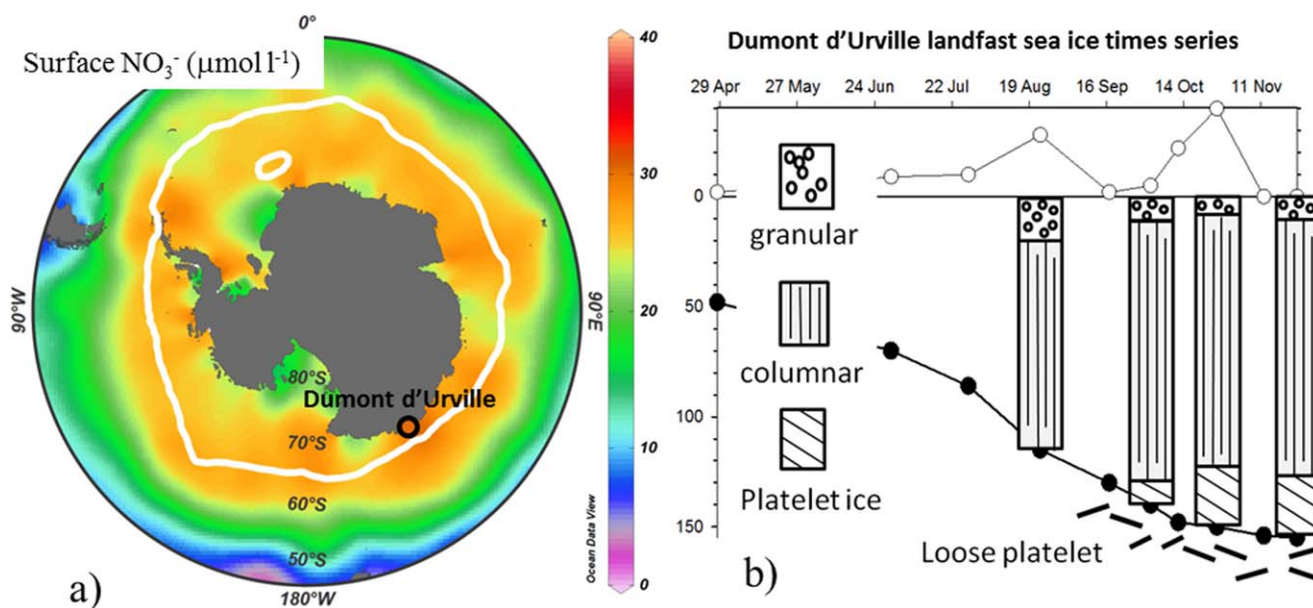 Surface NO₃⁻ (µmol l⁻¹)
0°
90°W
90°E
80°S
Dumont d’Urville
70°S
60°S
50°S
180°W
a)
40
30
20
10
0
Ocean Data View
Dumont d’Urville landfast sea ice times series
29 Apr 27 May 24 Jun 22 Jul 19 Aug 16 Sep 14 Oct 11 Nov
0
50
100
150
granular
columnar
Platelet ice
Loose platelet
b)